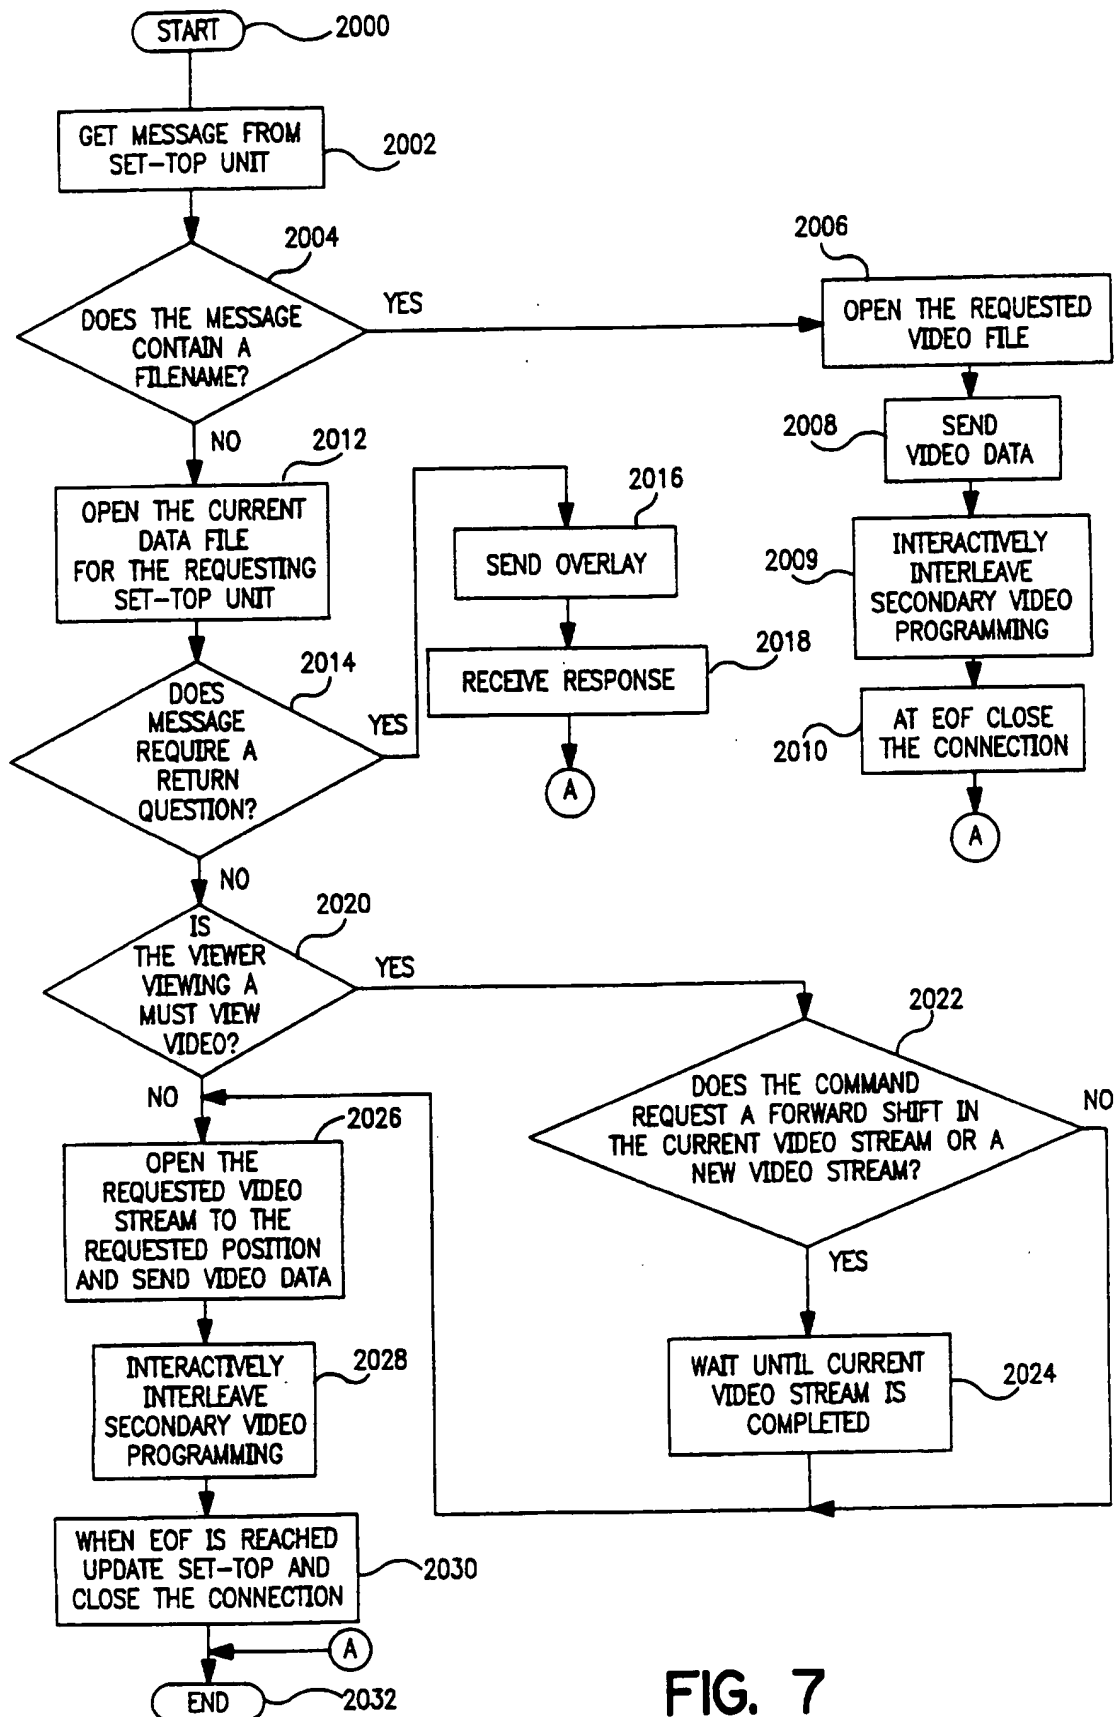 START
2000
GET MESSAGE FROM
SET-TOP UNIT
2002
2004
DOES THE MESSAGE
CONTAIN A
FILENAME?
YES
NO
2006
OPEN THE REQUESTED
VIDEO FILE
2008
SEND
VIDEO DATA
2009
INTERACTIVELY
INTERLEAVE
SECONDARY VIDEO
PROGRAMMING
2010
AT EOF CLOSE
THE CONNECTION
A
2012
OPEN THE CURRENT
DATA FILE
FOR THE REQUESTING
SET-TOP UNIT
2014
DOES
MESSAGE
REQUIRE A
RETURN
QUESTION?
YES
NO
2016
SEND OVERLAY
RECEIVE RESPONSE
2018
A
2020
IS
THE VIEWER
VIEWING A
MUST VIEW
VIDEO?
YES
NO
2022
DOES THE COMMAND
REQUEST A FORWARD SHIFT IN
THE CURRENT VIDEO STREAM OR A
NEW VIDEO STREAM?
NO
YES
WAIT UNTIL CURRENT
VIDEO STREAM IS
COMPLETED
2024
2026
OPEN THE
REQUESTED VIDEO
STREAM TO THE
REQUESTED POSITION
AND SEND VIDEO DATA
INTERACTIVELY
INTERLEAVE
SECONDARY VIDEO
PROGRAMMING
2028
WHEN EOF IS REACHED
UPDATE SET-TOP AND
CLOSE THE CONNECTION
2030
A
END
2032
FIG. 7